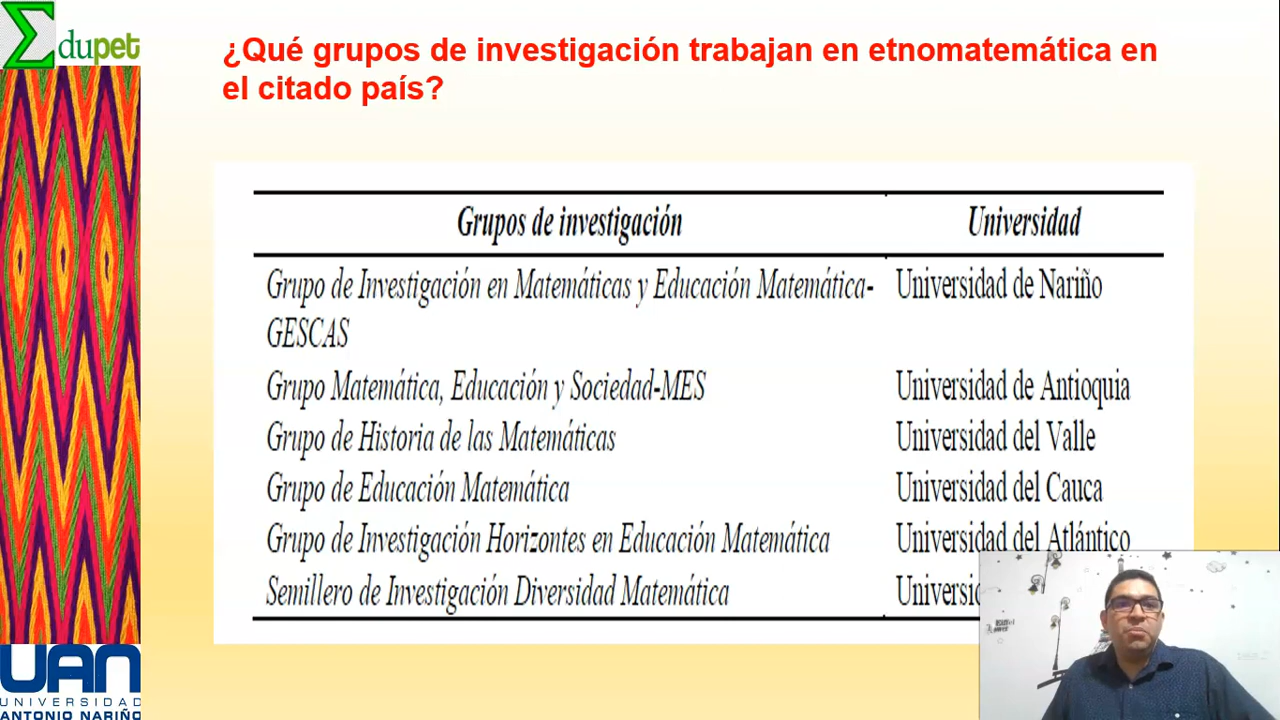 Edupet
¿Qué grupos de investigación trabajan en etnomatemática en
el citado país?
Grupos de investigación Universidad
Grupo de Investigación en Matemáticas y Educación Matemática- Universidad de Nariño
GESCAS
Grupo Matemática, Educación y Sociedad-MES Universidad de Antioquia
Grupo de Historia de las Matemáticas Universidad del Valle
Grupo de Educación Matemática Universidad del Cauca
Grupo de Investigación Horizontes en Educación Matemática Universidad del Atlántico
Semillero de Investigación Diversidad Matemática
UAN
UNIVERSIDAD
ANTONIO NARIÑO